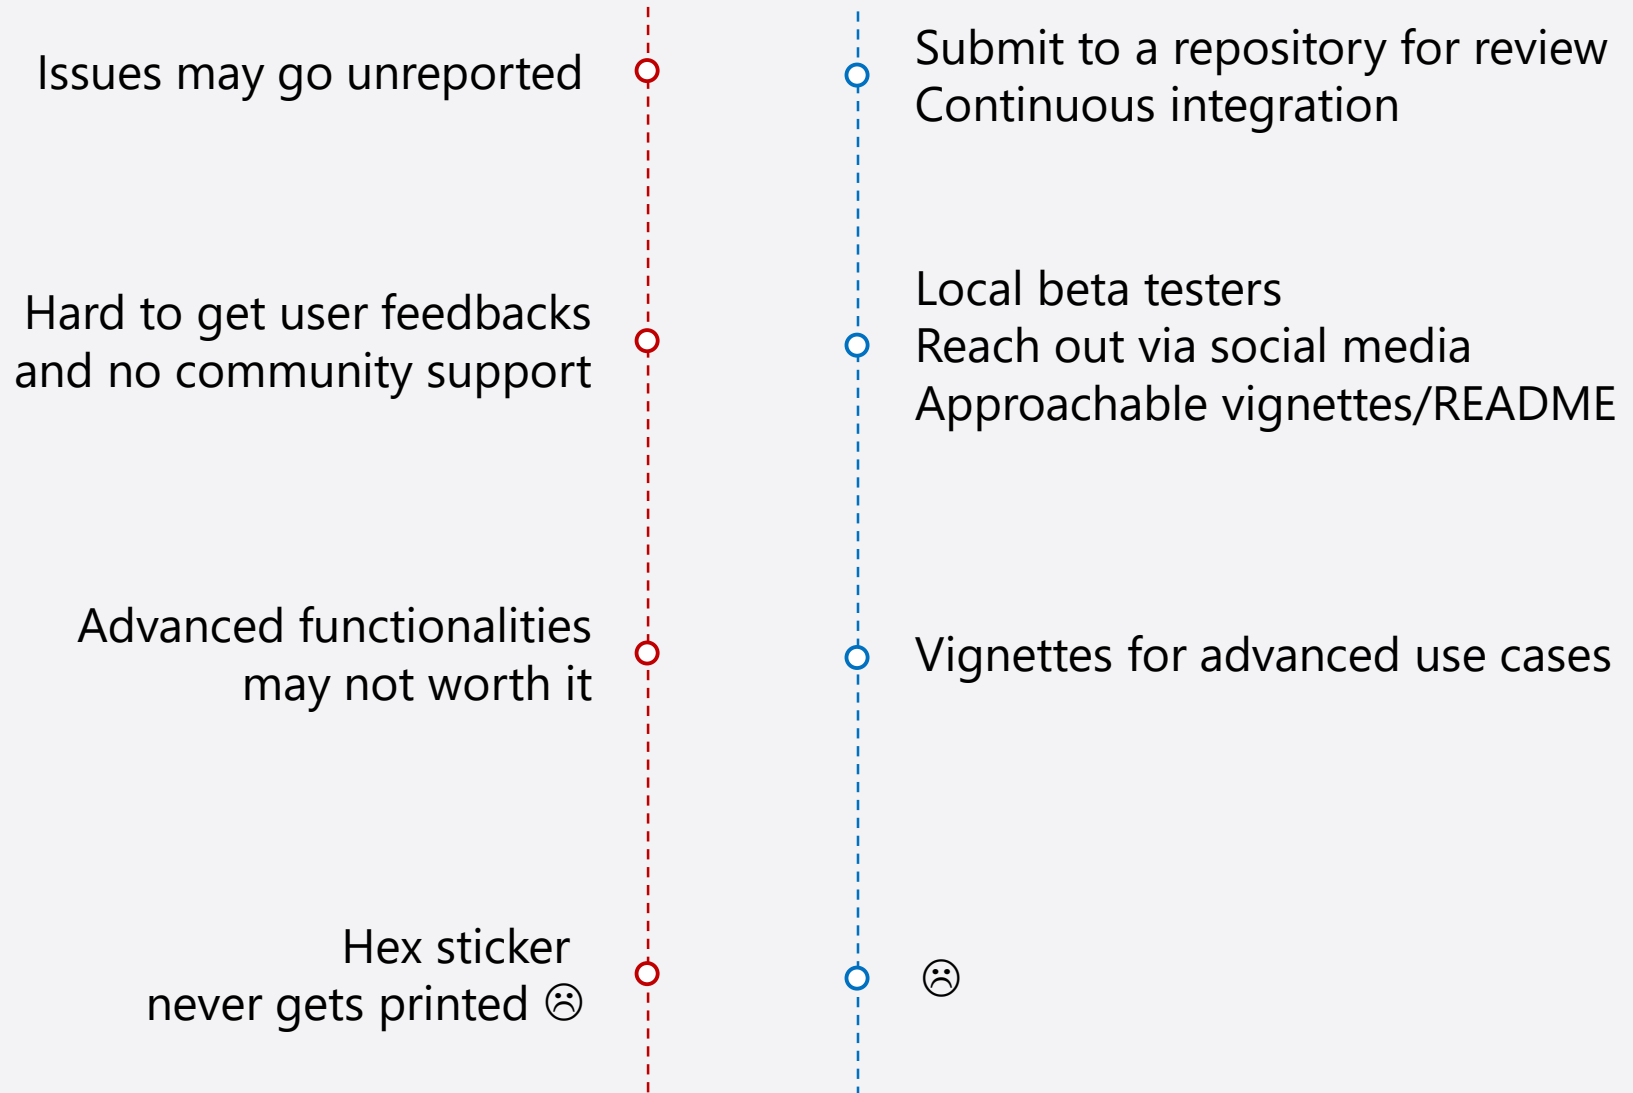 Issues may go unreported
Submit to a repository for review
Continuous integration
Hard to get user feedbacks
and no community support
Local beta testers
Reach out via social media
Approachable vignettes/README
Advanced functionalities
may not worth it
Vignettes for advanced use cases
Hex sticker
never gets printed ☹
☹